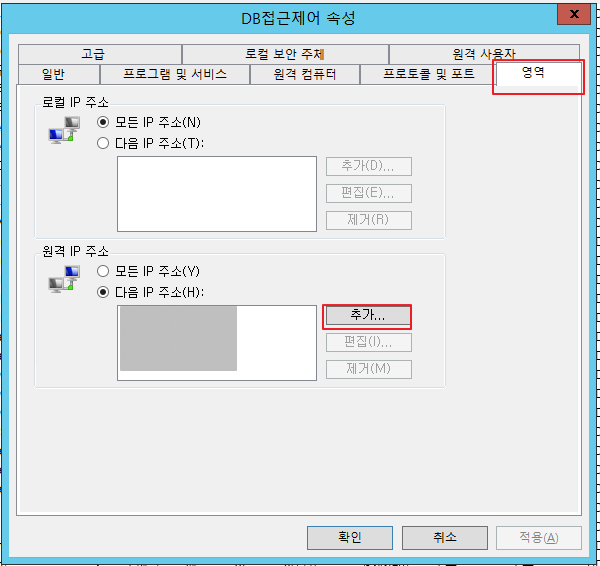 DB접근제어 속성
x
고급 로컬 보안 주체 원격 사용자
일반 프로그램 및 서비스 원격 컴퓨터 프로토콜 및 포트 영역
로컬 IP 주소
모든 IP 주소(N)
다음 IP 주소(T):
추가(D)...
편집(E)...
제거(R)
원격 IP 주소
모든 IP 주소(Y)
다음 IP 주소(H):
추가...
편집(I)...
제거(M)
확인 취소 적용(A)